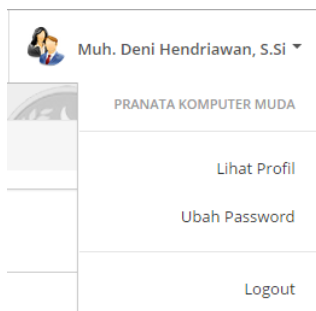 Muh. Deni Hendriawan, S.Si
PRANATA KOMPUTER MUDA
Lihat Profil
Ubah Password
Logout